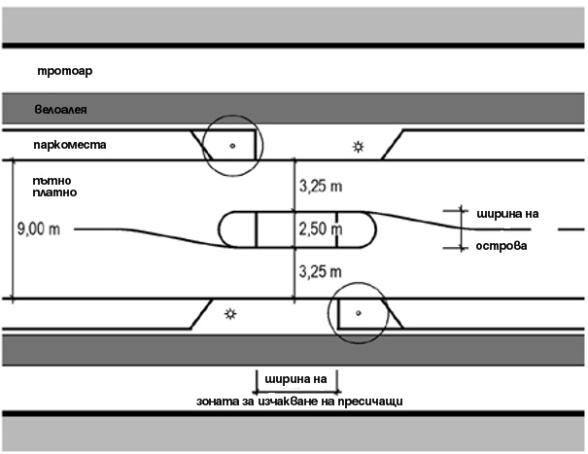 тротоар
велоалея
паркоместа
пътно
платно
3,25 m
ширина на
9,00 m
2,50 m
острова
3,25 m
ширина на
зоната за изчакване на пресичащи